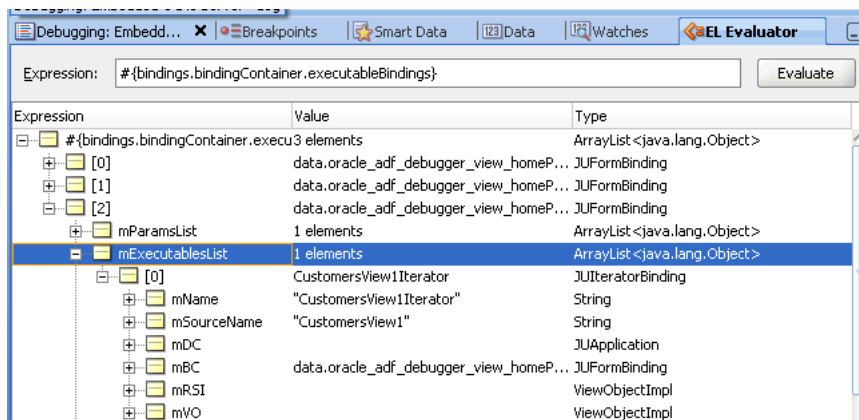 Debugging: Embedd... Breakpoints Smart Data Data Watches EL Evaluator
Expression: #{bindings.bindingContainer.executableBindings} Evaluate
Expression Value Type
#{bindings.bindingContainer.execu 3 elements ArrayList<java.lang.Object>
[0] data.oracle_adf_debugger_view_homeP... JUFormBinding
[1] data.oracle_adf_debugger_view_homeP... JUFormBinding
[2] data.oracle_adf_debugger_view_homeP... JUFormBinding
mParamsList 1 elements ArrayList<java.lang.Object>
mExecutablesList 1 elements ArrayList<java.lang.Object>
[0] CustomersView1Iterator JUIteratorBinding
mName "CustomersView1Iterator" String
mSourceName "CustomersView1" String
mDC JUApplication
mBC data.oracle_adf_debugger_view_homeP... JUFormBinding
mRSI ViewObjectImpl
mVO ViewObjectImpl